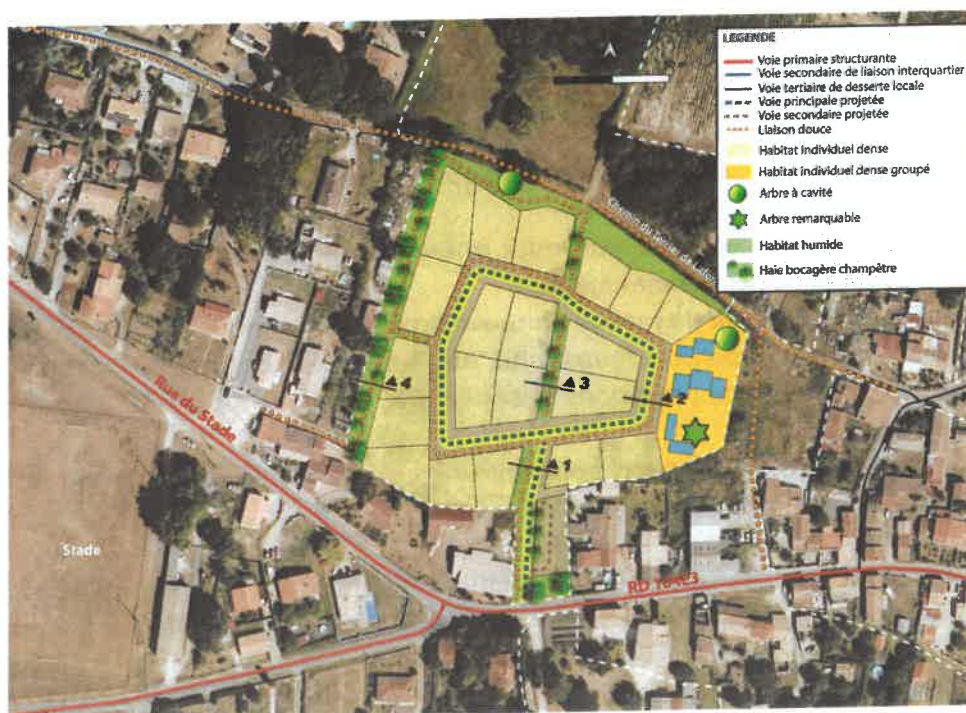 LEGENDE
Voie primaire structurante
Voie secondaire de liaison interquartier
Voie tertiaire de desserte locale
Voie principale projetée
Voie secondaire projetée
Liaison douce
Habitat individuel dense
Habitat individuel dense groupé
Arbre à cavité
Arbre remarquable
Habitat humide
Haie bocagère champêtre
4
3
2
1
Rue du Stade
Stade